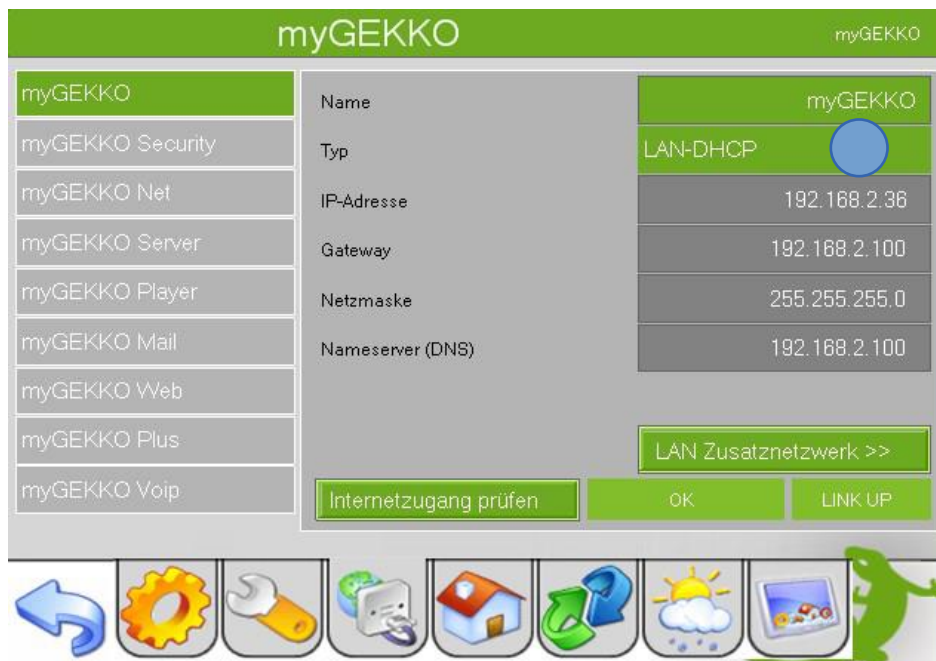 myGEKKO
myGEKKO
myGEKKO
myGEKKO Security
myGEKKO Net
myGEKKO Server
myGEKKO Player
myGEKKO Mail
myGEKKO Web
myGEKKO Plus
myGEKKO Voip
Name myGEKKO
Typ LAN-DHCP
IP-Adresse 192.168.2.36
Gateway 192.168.2.100
Netzmaske 255.255.255.0
Nameserver (DNS) 192.168.2.100
LAN Zusatznetzwerk >>
Internetzugang prüfen OK LINK UP